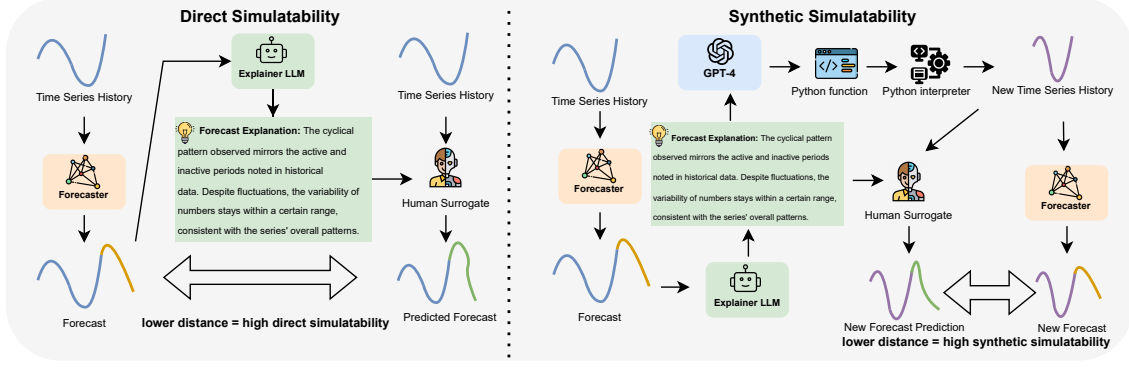 Direct Simulatability
Explainer LLM
Time Series History
Time Series History
Forecast Explanation: The cyclical
pattern observed mirrors the active and
inactive periods noted in historical
data. Despite fluctuations, the variability of
numbers stays within a certain range,
consistent with the series' overall patterns.
Forecaster
Human Surrogate
Forecast
Predicted Forecast
lower distance = high direct simulatability
Synthetic Simulatability
Time Series History
GPT-4
Python function
Python interpreter
New Time Series History
Forecast Explanation: The cyclical pattern
observed mirrors the active and inactive periods
noted in historical data. Despite fluctuations, the
variability of numbers stays within a certain range,
consistent with the series' overall patterns.
Forecaster
Human Surrogate
Forecaster
Explainer LLM
Forecast
New Forecast Prediction
New Forecast
lower distance = high synthetic simulatability